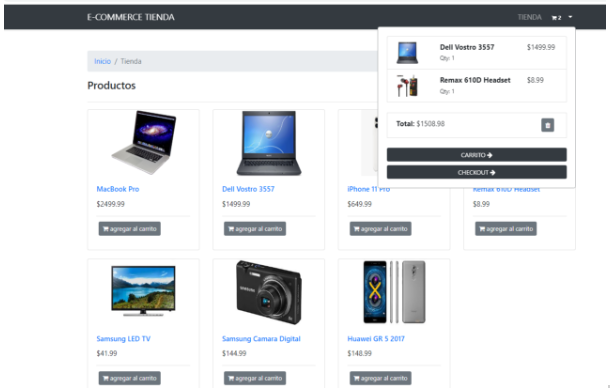 E-COMMERCE TIENDA
TIENDA 2
Dell Vostro 3557 $1499.99
Qty: 1
Remax 610D Headset $8.99
Qty: 1
Total: $1508.98
CARRITO
CHECKOUT
Inicio / Tienda
Productos
MacBook Pro
$2499.99
agregar al carrito
Dell Vostro 3557
$1499.99
agregar al carrito
iPhone 11 Pro
$649.99
agregar al carrito
Remax 610D Headset
$8.99
agregar al carrito
Samsung LED TV
$41.99
agregar al carrito
Samsung Camara Digital
$144.99
agregar al carrito
Huawei GR 5 2017
$148.99
agregar al carrito